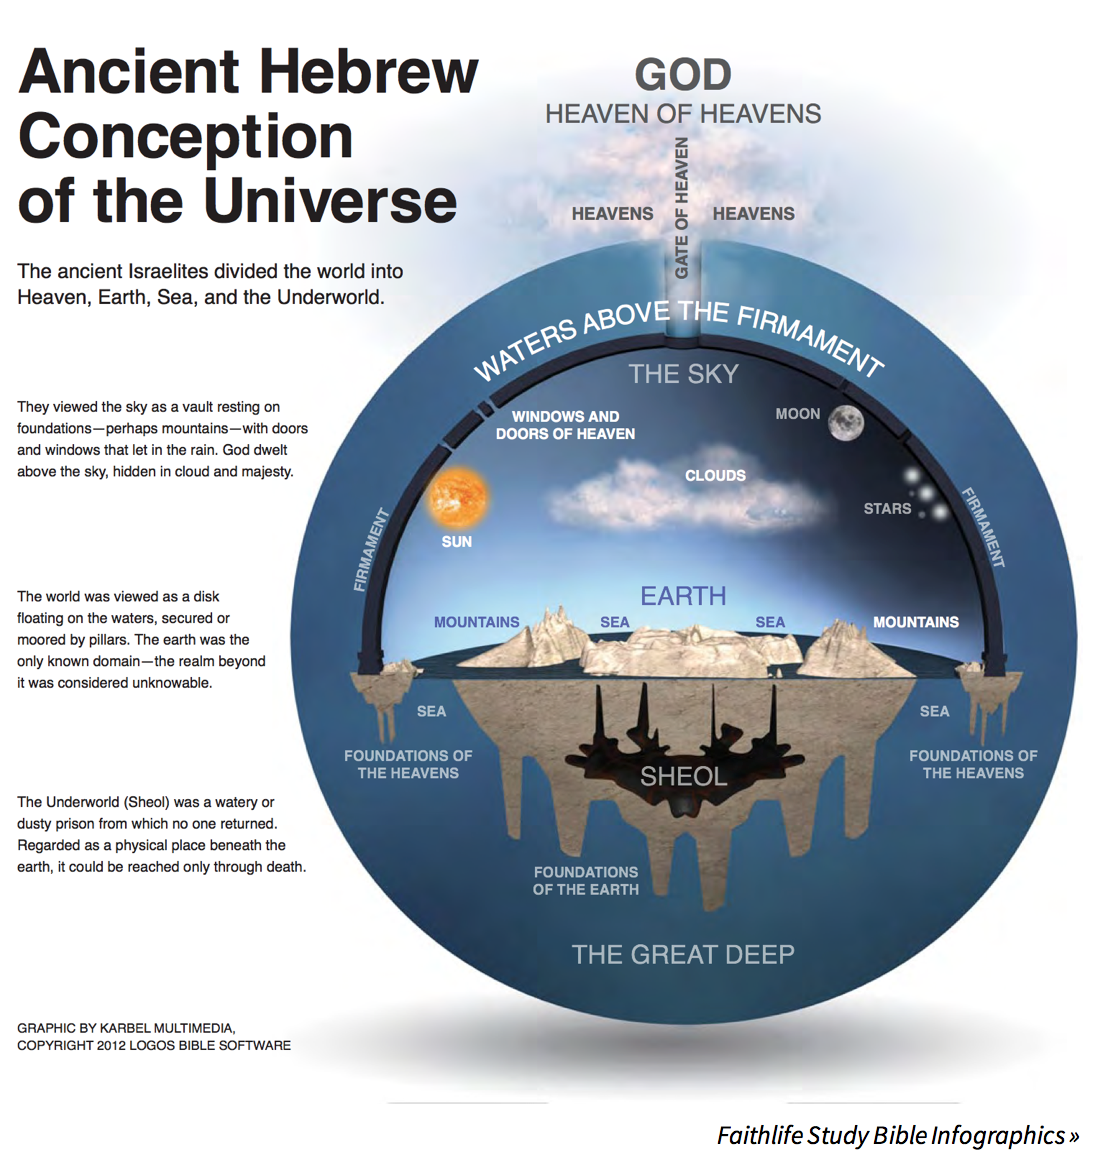 Ancient Hebrew
Conception
of the Universe
The ancient Israelites divided the world into
Heaven, Earth, Sea, and the Underworld.
They viewed the sky as a vault resting on
foundations—perhaps mountains—with doors
and windows that let in the rain. God dwelt
above the sky, hidden in cloud and majesty.
The world was viewed as a disk
floating on the waters, secured or
moored by pillars. The earth was the
only known domain—the realm beyond
it was considered unknowable.
The Underworld (Sheol) was a watery or
dusty prison from which no one returned.
Regarded as a physical place beneath the
earth, it could be reached only through death.
GRAPHIC BY KARBEL MULTIMEDIA,
COPYRIGHT 2012 LOGOS BIBLE SOFTWARE
GOD
HEAVEN OF HEAVENS
GATE OF HEAVEN
HEAVENS
HEAVENS
WATERS ABOVE THE FIRMAMENT
THE SKY
WINDOWS AND
DOORS OF HEAVEN
MOON
CLOUDS
STARS
SUN
FIRMAMENT
FIRMAMENT
EARTH
MOUNTAINS
SEA
SEA
MOUNTAINS
SEA
SEA
FOUNDATIONS OF
THE HEAVENS
FOUNDATIONS OF
THE HEAVENS
SHEOL
FOUNDATIONS
OF THE EARTH
THE GREAT DEEP
Faithlife Study Bible Infographics »